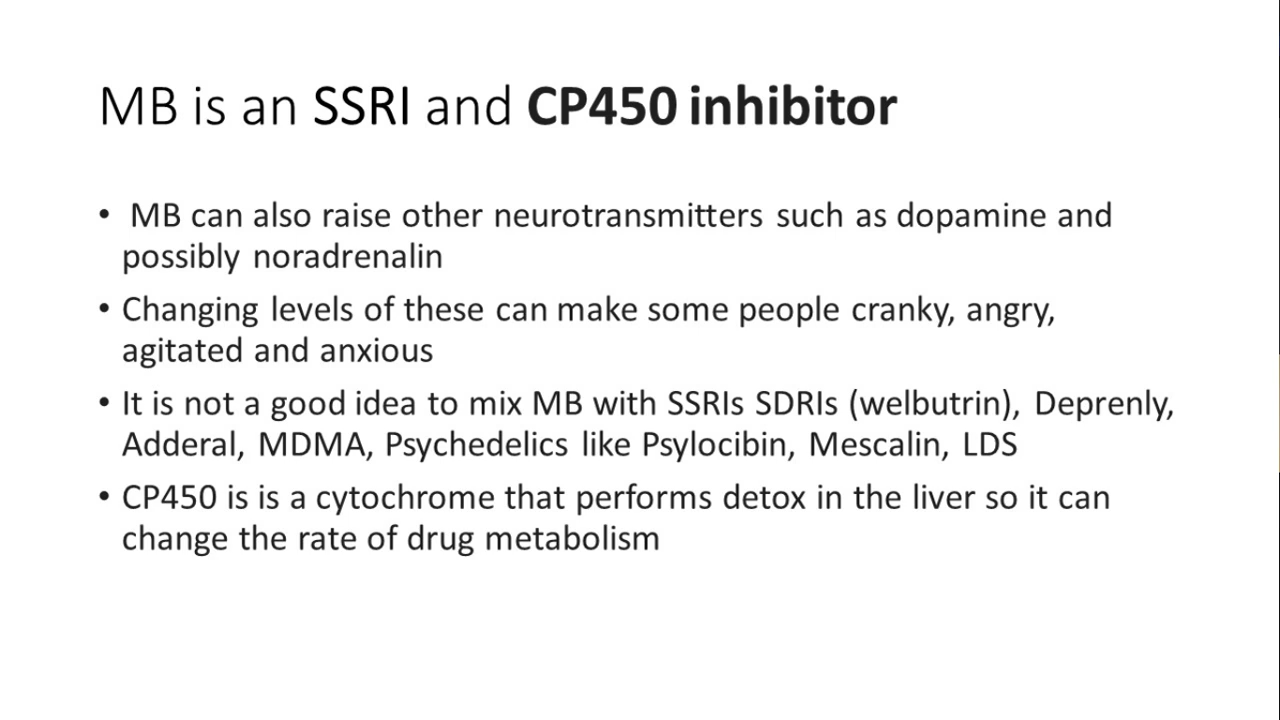 MB is an SSRI and CP450 inhibitor
• MB can also raise other neurotransmitters such as dopamine and
possibly noradrenalin
• Changing levels of these can make some people cranky, angry,
agitated and anxious
• It is not a good idea to mix MB with SSRIs SDRIs (welbutrin), Deprenly,
Adderal, MDMA, Psychedelics like Psylocibin, Mescalin, LDS
• CP450 is is a cytochrome that performs detox in the liver so it can
change the rate of drug metabolism